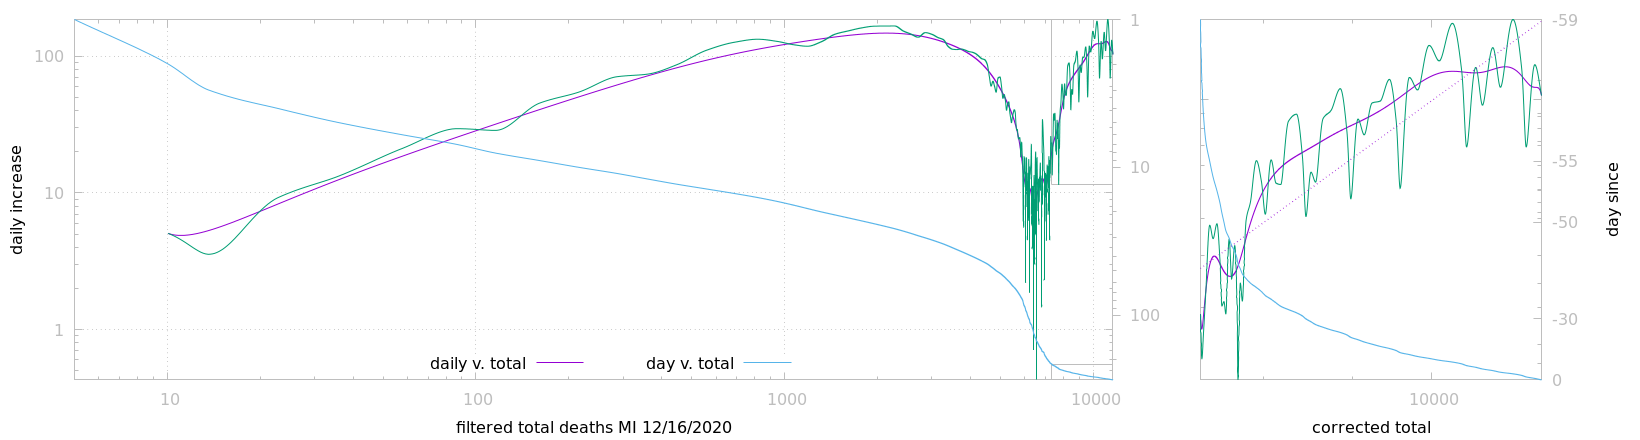 1
-59
100
10
-55
daily increase
10
-50
day since
100
-30
1
daily v. total
day v. total
0
10
100
1000
10000
10000
filtered total deaths MI 12/16/2020
corrected total